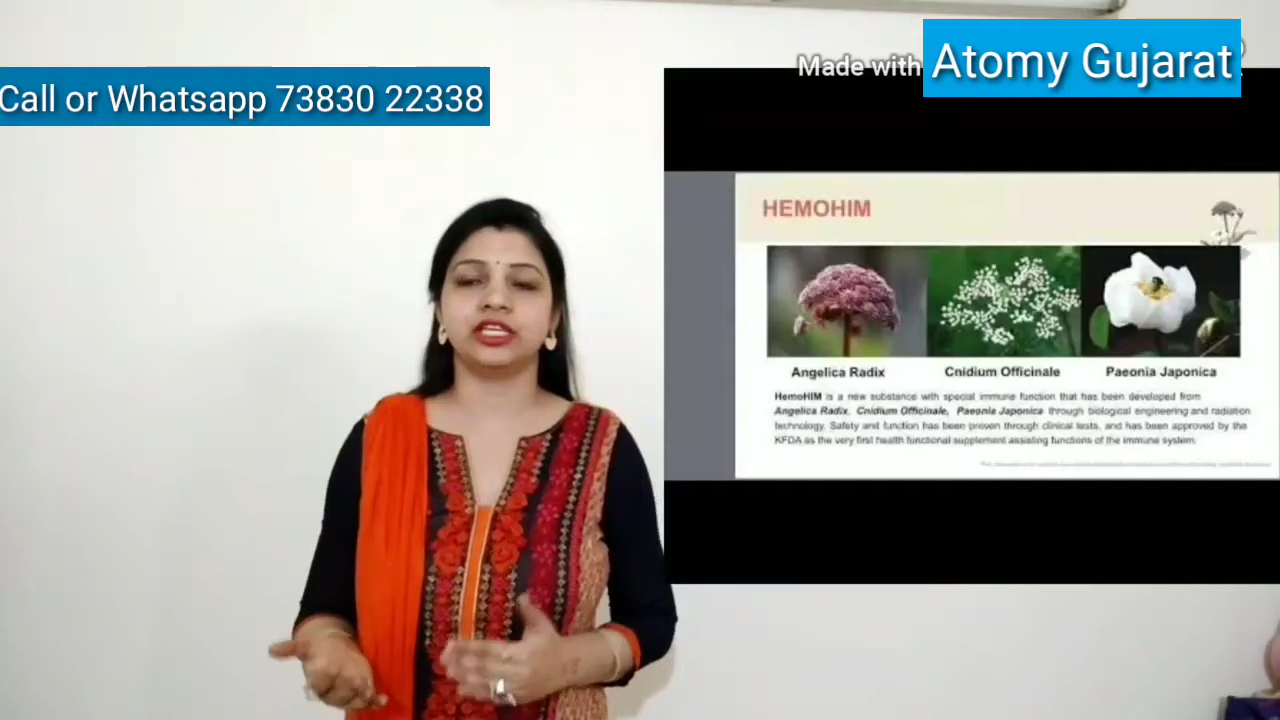 Made with
Atomy Gujarat
Call or Whatsapp 73830 22338
HEMOHIM
Angelica Radix
Cnidium Officinale
Paeonia Japonica
HemoHIM is a new substance with special immune function that has been developed from
Angelica Radix, Cnidium Officinale, Paeonia Japonica through biological engineering and radiation
technology. Safety and function has been proven through clinical tests, and has been approved by the
KFDA as the very first health functional supplement assisting functions of the immune system.